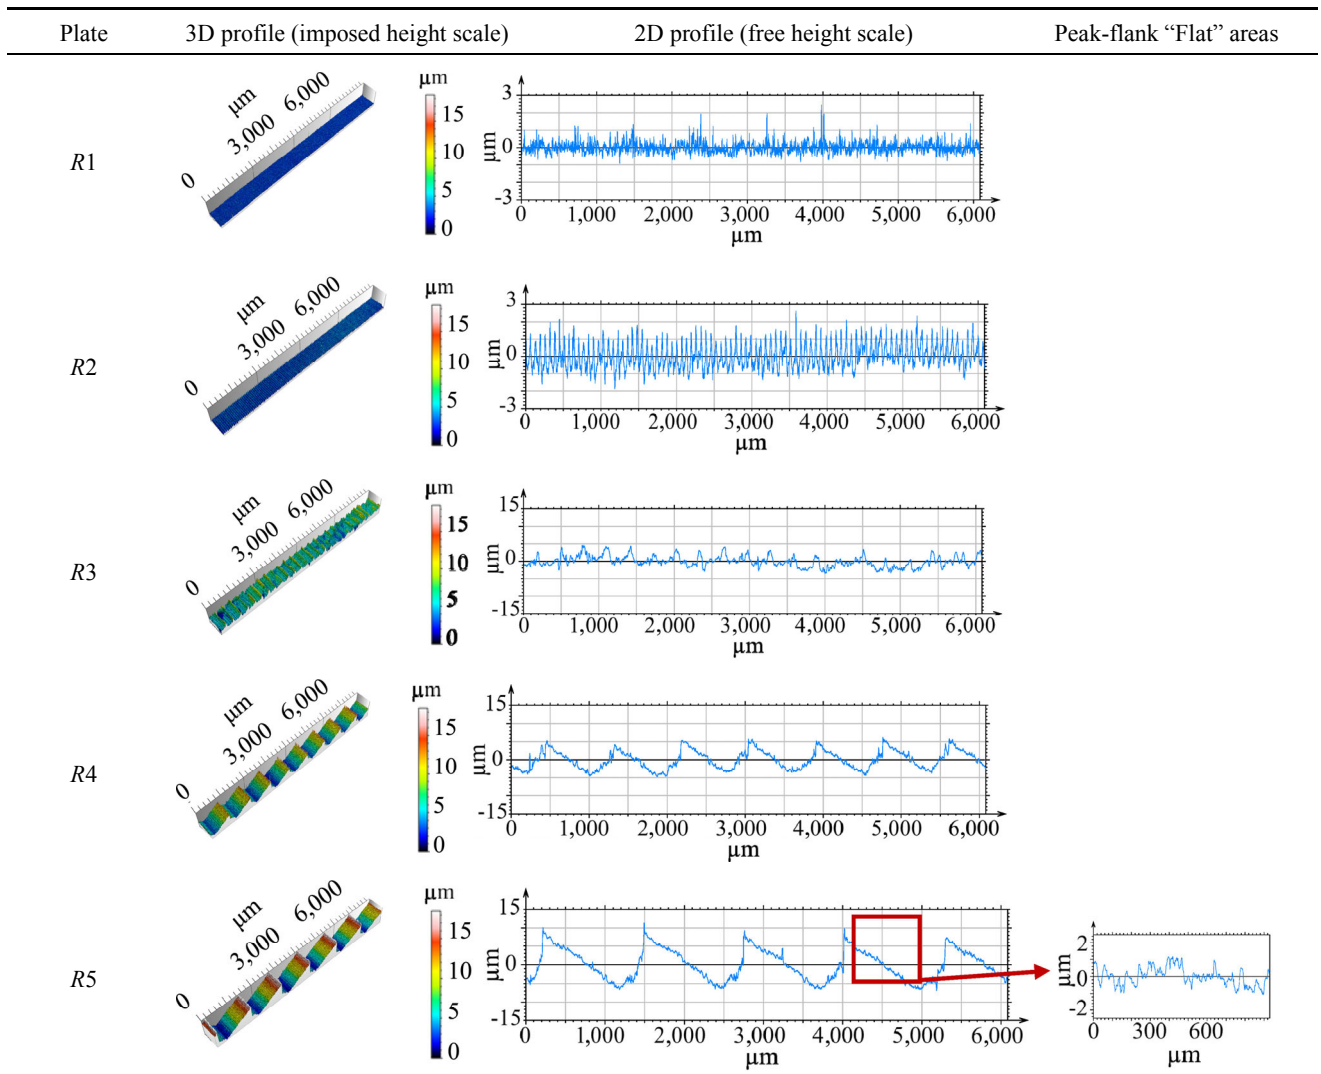 Plate 3D profile (imposed height scale) 2D profile (free height scale) Peak-flank “Flat” areas
R1
0 3,000 6,000
μm
μm
15
10
5
0
3
0
-3
μm
0 1,000 2,000 3,000 4,000 5,000 6,000
μm
R2
0 3,000 6,000
μm
μm
15
10
5
0
3
0
-3
μm
0 1,000 2,000 3,000 4,000 5,000 6,000
μm
R3
0 3,000 6,000
μm
μm
15
10
5
0
15
0
-15
μm
0 1,000 2,000 3,000 4,000 5,000 6,000
μm
R4
0 3,000 6,000
μm
μm
15
10
5
0
15
0
-15
μm
0 1,000 2,000 3,000 4,000 5,000 6,000
μm
R5
0 3,000 6,000
μm
μm
15
10
5
0
15
0
-15
μm
0 1,000 2,000 3,000 4,000 5,000 6,000
μm
2
0
-2
μm
0 300 600
μm